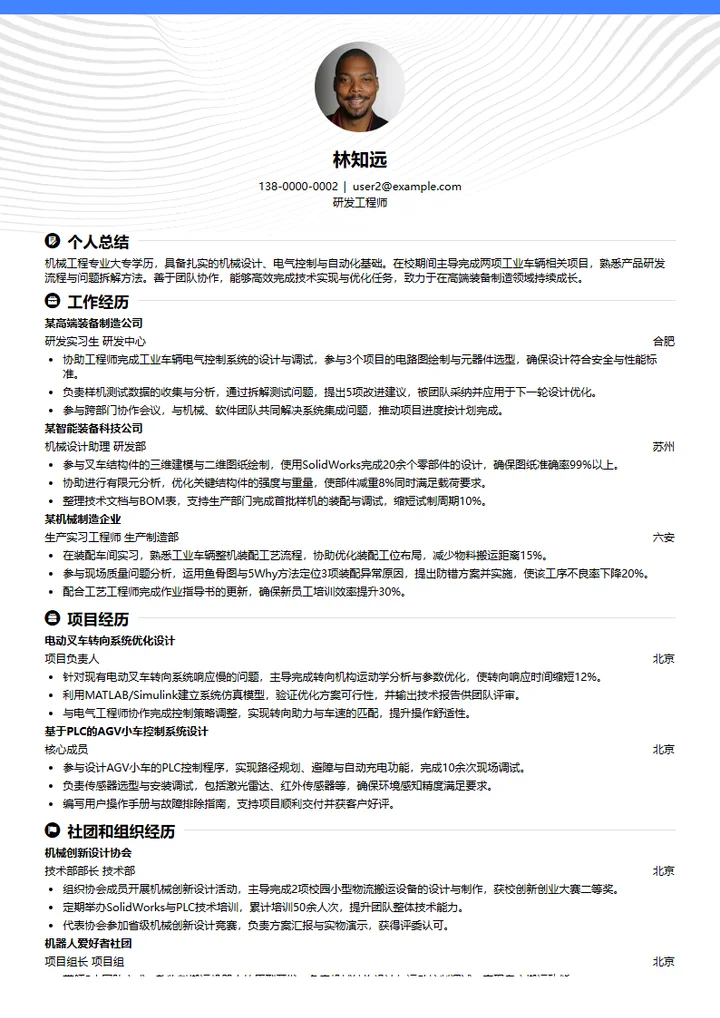 林知远
138-0000-0002 | user2@example.com
研发工程师
个人总结
机械工程专业大专学历，具备扎实的机械设计、电气控制与自动化基础。在校期间主导完成两项工业车辆相关项目，熟悉产品研发
流程与问题拆解方法。善于团队协作，能够高效完成技术实现与优化任务，致力于在高端装备制造领域持续成长。
工作经历
某高端装备制造公司
研发实习生 研发中心 合肥
• 协助工程师完成工业车辆电气控制系统的设计与调试，参与3个项目的电路图绘制与元器件选型，确保设计符合安全与性能标
准。
• 负责样机测试数据的收集与分析，通过拆解测试问题，提出5项改进建议，被团队采纳并应用于下一轮设计优化。
• 参与跨部门协作会议，与机械、软件团队共同解决系统集成问题，推动项目进度按计划完成。
某智能装备科技公司
机械设计助理 研发部 苏州
• 参与叉车结构件的三维建模与二维图纸绘制，使用SolidWorks完成20余个零部件的设计，确保图纸准确率99%以上。
• 协助进行有限元分析，优化关键结构件的强度与重量，使部件减重8%同时满足载荷要求。
• 整理技术文档与BOM表，支持生产部门完成首批样机的装配与调试，缩短试制周期10%。
某机械制造企业
生产实习工程师 生产制造部 六安
• 在装配车间实习，熟悉工业车辆整机装配工艺流程，协助优化装配工位布局，减少物料搬运距离15%。
• 参与现场质量问题分析，运用鱼骨图与5Why方法定位3项装配异常原因，提出防错方案并实施，使该工序不良率下降20%。
• 配合工艺工程师完成作业指导书的更新，确保新员工培训效率提升30%。
项目经历
电动叉车转向系统优化设计
项目负责人 北京
• 针对现有电动叉车转向系统响应慢的问题，主导完成转向机构运动学分析与参数优化，使转向响应时间缩短12%。
• 利用MATLAB/Simulink建立系统仿真模型，验证优化方案可行性，并输出技术报告供团队评审。
• 与电气工程师协作完成控制策略调整，实现转向助力与车速的匹配，提升操作舒适性。
基于PLC的AGV小车控制系统设计
核心成员 北京
• 参与设计AGV小车的PLC控制程序，实现路径规划、避障与自动充电功能，完成10余次现场调试。
• 负责传感器选型与安装调试，包括激光雷达、红外传感器等，确保环境感知精度满足要求。
• 编写用户操作手册与故障排除指南，支持项目顺利交付并获客户好评。
社团和组织经历
机械创新设计协会
技术部部长 技术部 北京
• 组织协会成员开展机械创新设计活动，主导完成2项校园小型物流搬运设备的设计与制作，获校创新创业大赛二等奖。
• 定期举办SolidWorks与PLC技术培训，累计培训50余人次，提升团队整体技术能力。
• 代表协会参加省级机械创新设计竞赛，负责方案汇报与实物演示，获得评委认可。
机器人爱好者社团
项目组长 项目组 北京